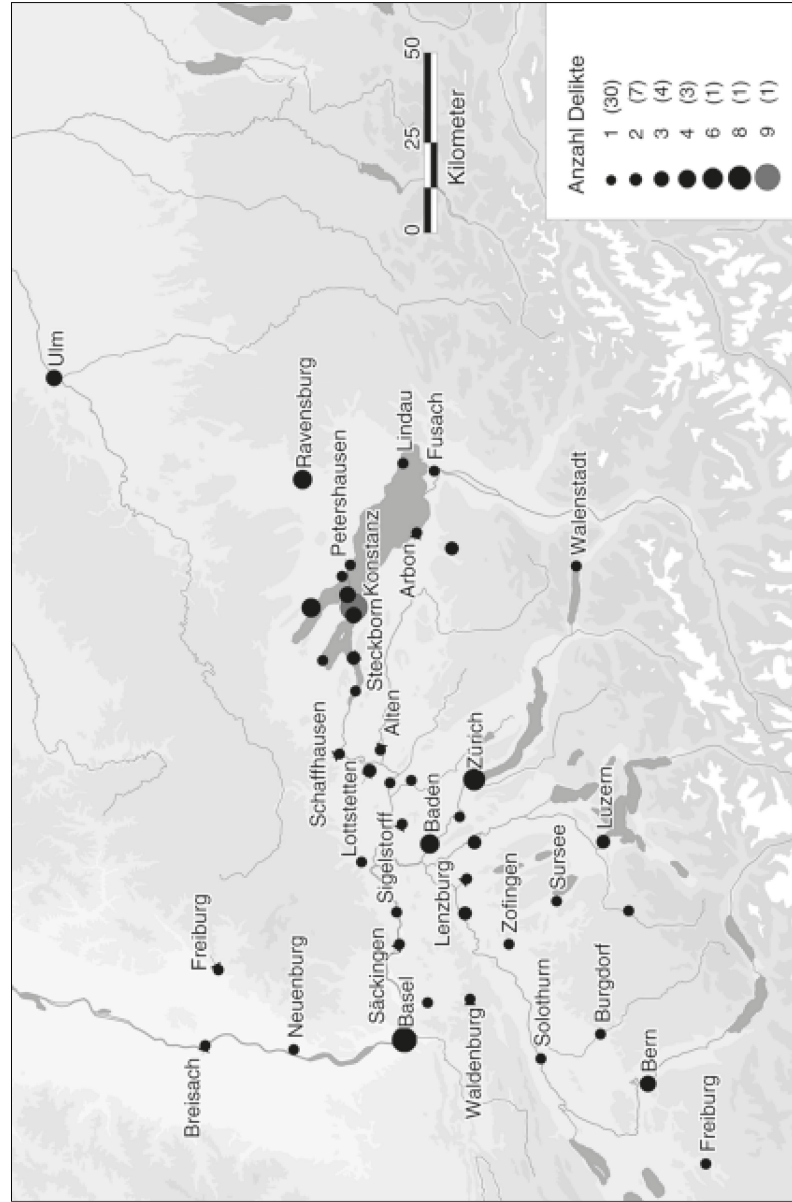 Ulm
Ravensburg
Petershausen
Lindau
Fusach
Konstanz
Arbon
Steckborn
Walenstadt
Schaffhausen
Alten
Lottstetten
Zürich
Baden
Sigelstorff
Luzern
Lenzburg
Sursee
Zofingen
Freiburg
Neuenburg
Breisach
Säckingen
Basel
Waldenburg
Solothurn
Burgdorf
Bern
Freiburg
0 25 50
Kilometer
Anzahl Delikte
1 (30)
2 (7)
3 (4)
4 (3)
6 (1)
8 (1)
9 (1)